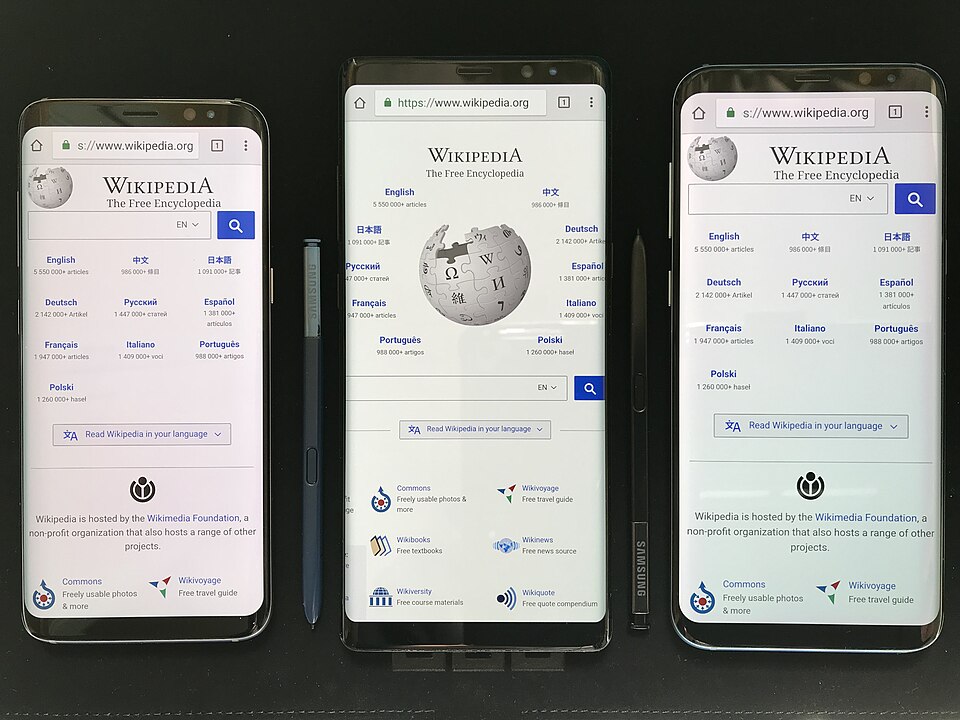 s://www.wikipedia.org
1
WIKIPEDIA
The Free Encyclopedia
EN
English
5 550 000+ articles
中文
986 000+ 條目
日本語
1 091 000+ 記事
Deutsch
2 142 000+ Artikel
Русский
1 447 000+ статей
Español
1 381 000+
artículos
Français
1 947 000+ articles
Italiano
1 409 000+ voci
Português
988 000+ artigos
Polski
1 260 000+ haseł
Read Wikipedia in your language
Wikipedia is hosted by the Wikimedia Foundation, a
non-profit organization that also hosts a range of other
projects.
Commons
Freely usable photos
& more
Wikivoyage
Free travel guide
SAMSUNG
https://www.wikipedia.org
1
WIKIPEDIA
The Free Encyclopedia
English
5 550 000+ articles
中文
986 000+ 條目
日本語
1 091 000+ 記事
Deutsch
2 142 000+ Artike
Русский
47 000+ статей
Español
1 381 000+ artíc
Français
947 000+ articles
Italiano
1 409 000+ voci
Português
988 000+ artigos
Polski
1 260 000+ haseł
EN
Read Wikipedia in your language
Commons
Freely usable photos &
more
Wikivoyage
Free travel guide
Wikibooks
Free textbooks
Wikinews
Free news source
Wikiversity
Free course materials
Wikiquote
Free quote compendium
SAMSUNG
s://www.wikipedia.org
1
WIKIPEDIA
The Free Encyclopedia
EN
English
5 550 000+ articles
中文
986 000+ 條目
日本語
1 091 000+ 記事
Deutsch
2 142 000+ Artikel
Русский
1 447 000+ статей
Español
1 381 000+
artículos
Français
1 947 000+ articles
Italiano
1 409 000+ voci
Português
988 000+ artigos
Polski
1 260 000+ haseł
Read Wikipedia in your language
Wikipedia is hosted by the Wikimedia Foundation, a
non-profit organization that also hosts a range of other
projects.
Commons
Freely usable photos
& more
Wikivoyage
Free travel guide